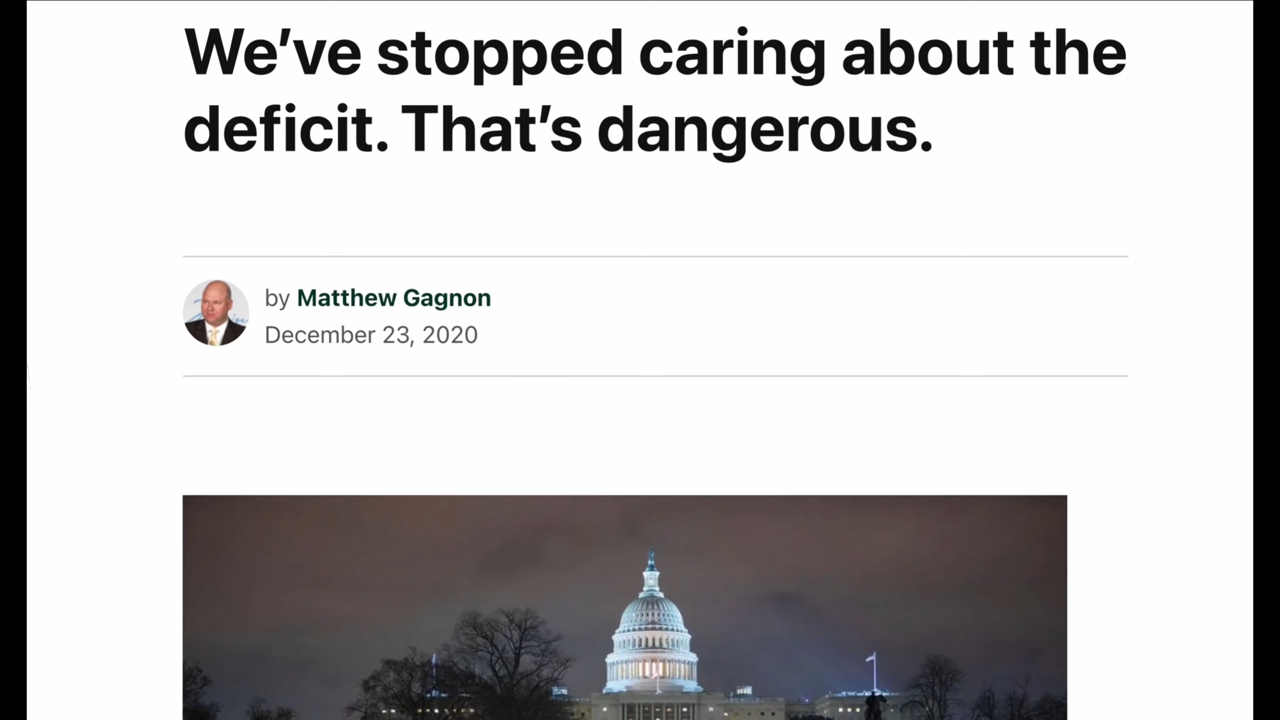 We’ve stopped caring about the
deficit. That’s dangerous.
by Matthew Gagnon
December 23, 2020